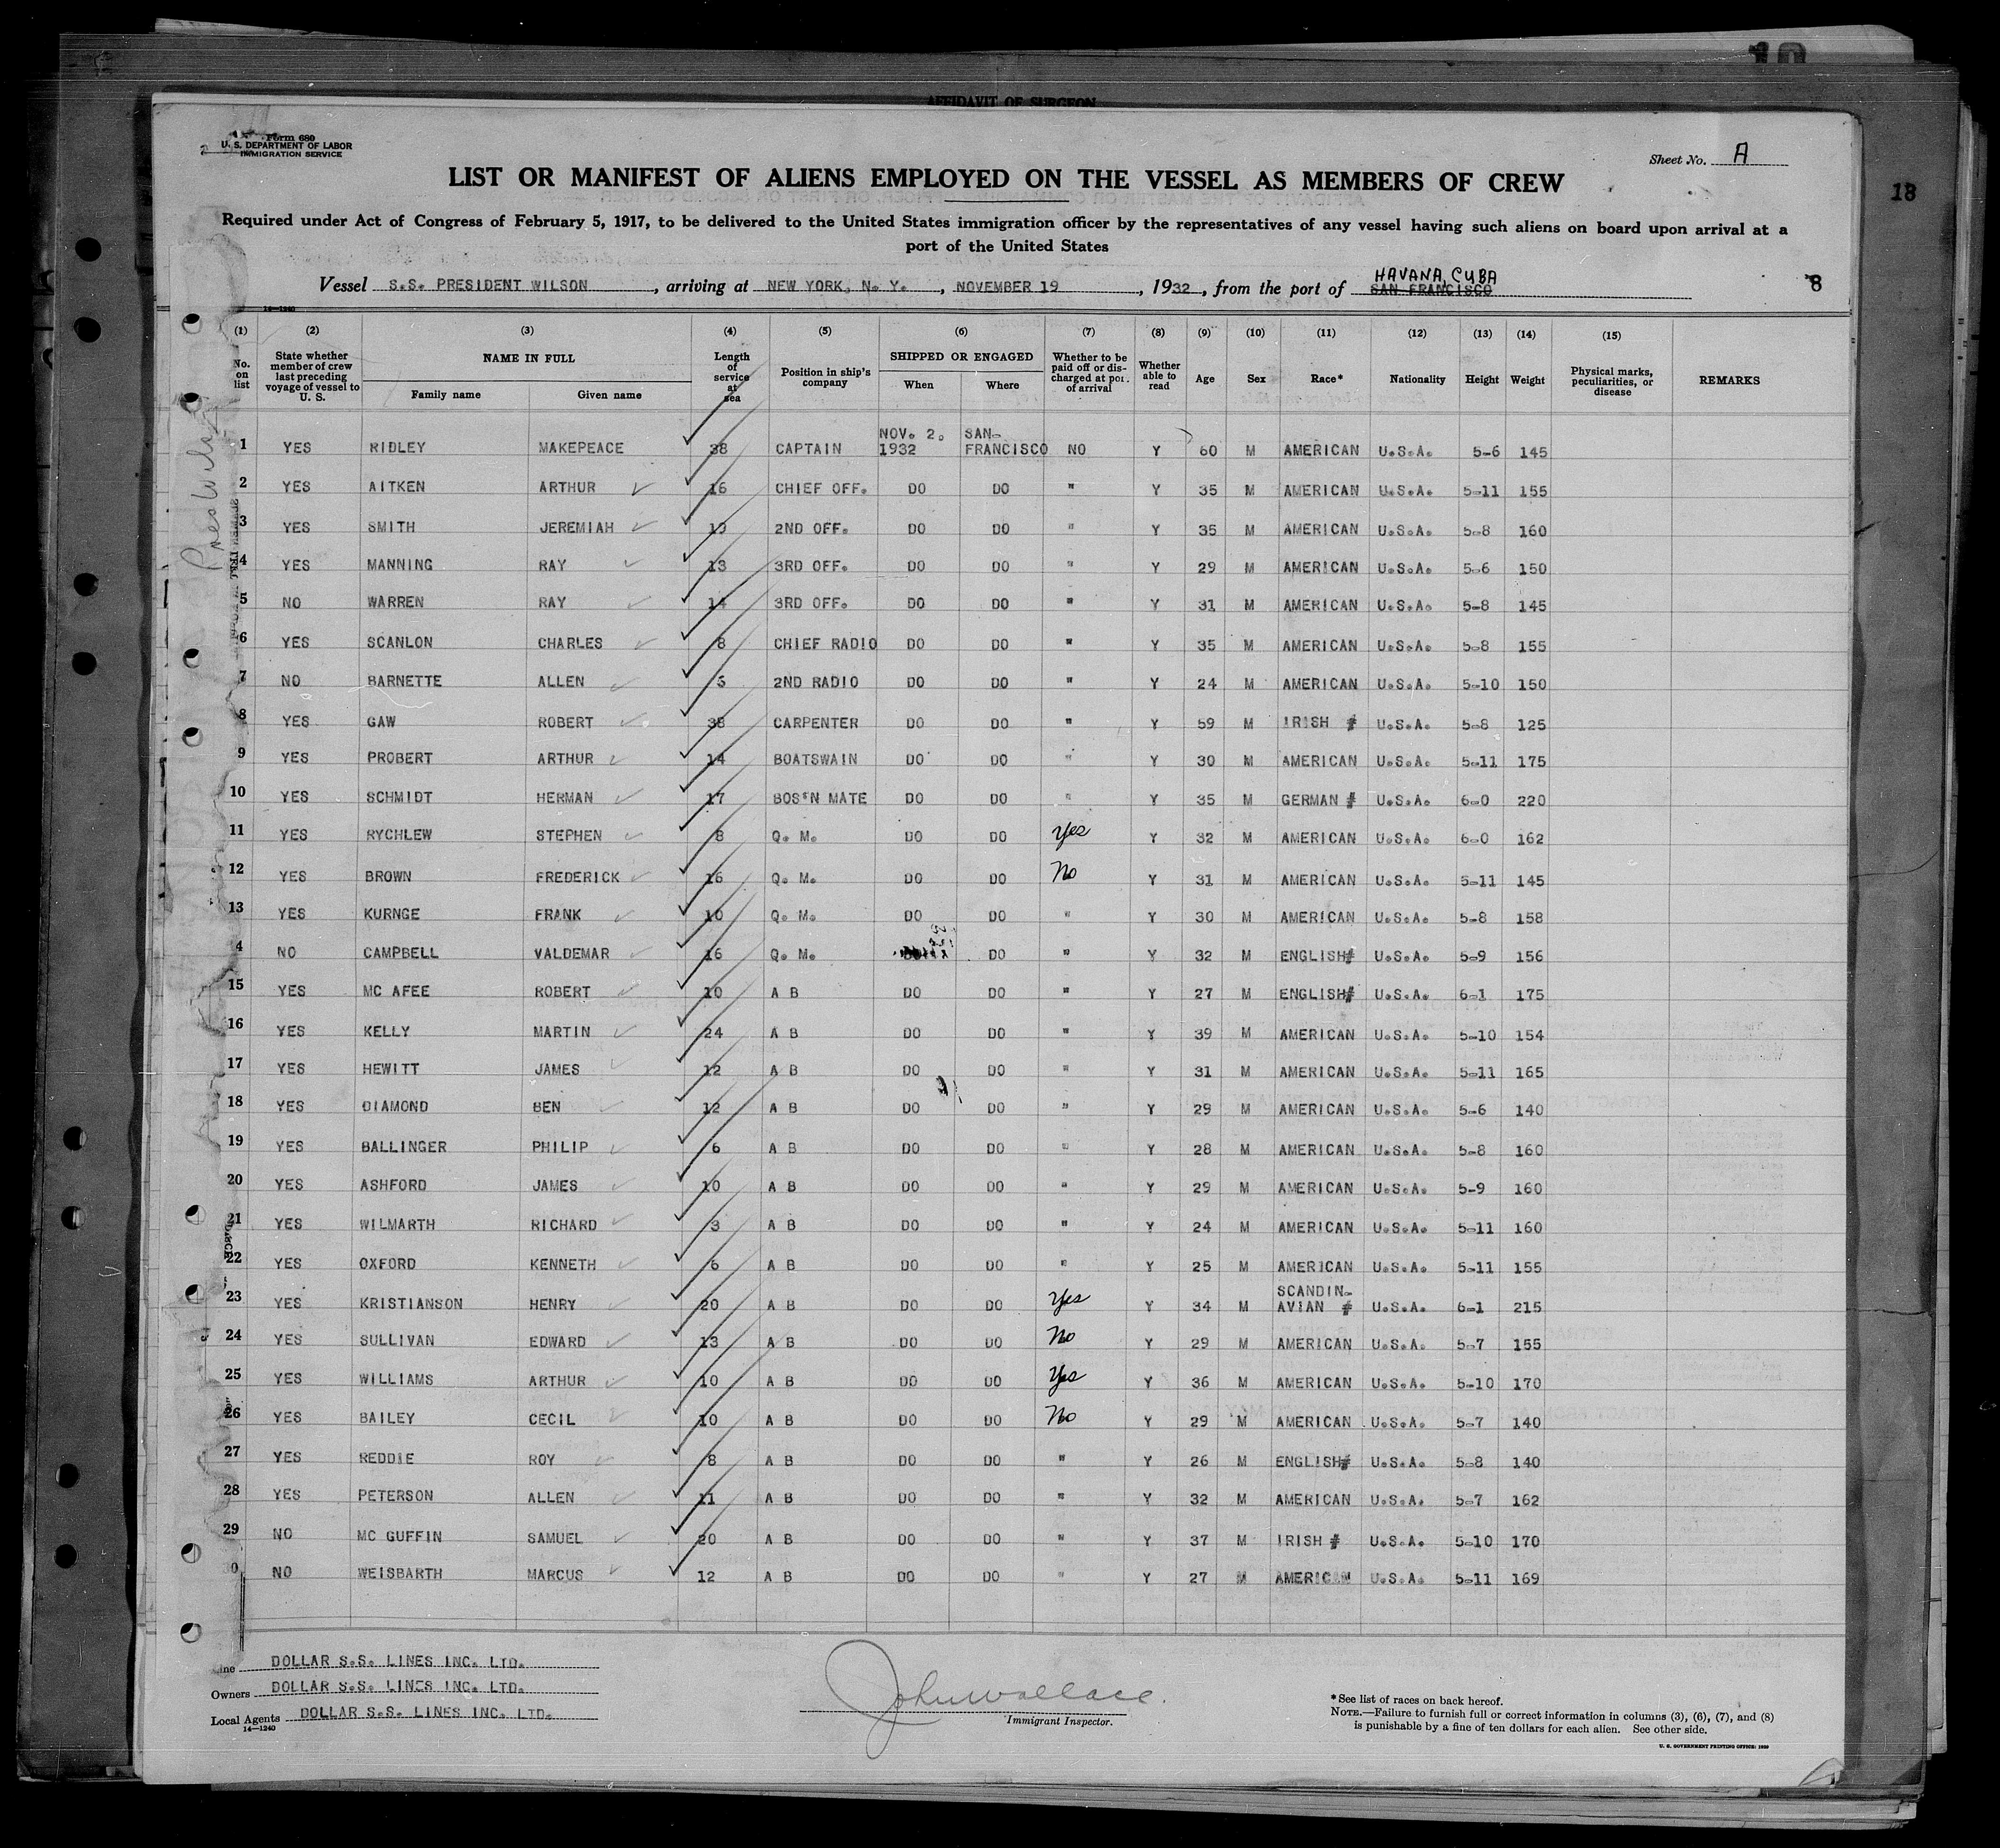 AFFIDAVIT OF SURGEON
Form 680
U. S. DEPARTMENT OF LABOR
IMMIGRATION SERVICE
Sheet No. A
LIST OR MANIFEST OF ALIENS EMPLOYED ON THE VESSEL AS MEMBERS OF CREW
13
Required under Act of Congress of February 5, 1917, to be delivered to the United States immigration officer by the representatives of any vessel having such aliens on board upon arrival at a
port of the United States
Vessel S.S. PRESIDENT WILSON, arriving at NEW YORK, N. Y., NOVEMBER 19, 1932, from the port of HAVANA, CUBA SAN FRANCISCO
8
14—1240
(1) (2) (3) (4) (5) (6) (7) (8) (9) (10) (11) (12) (13) (14) (15)
No. on list | State whether member of crew last preceding voyage of vessel to U. S. | NAME IN FULL Family name Given name | Length of service at sea | Position in ship's company | SHIPPED OR ENGAGED When Where | Whether to be paid off or discharged at port of arrival | Whether able to read | Age | Sex | Race* | Nationality | Height | Weight | Physical marks, peculiarities, or disease | REMARKS
1 YES RIDLEY MAKEPEACE 38 CAPTAIN NOV. 2. 1932 SAN- FRANCISCO NO Y 60 M AMERICAN U.S.A. 5-6 145
2 YES AITKEN ARTHUR 16 CHIEF OFF. DO DO " Y 35 M AMERICAN U.S.A. 5-11 155
3 YES SMITH JEREMIAH 19 2ND OFF. DO DO " Y 35 M AMERICAN U.S.A. 5-8 160
4 YES MANNING RAY 13 3RD OFF. DO DO " Y 29 M AMERICAN U.S.A. 5-6 150
5 NO WARREN RAY 14 3RD OFF. DO DO " Y 31 M AMERICAN U.S.A. 5-8 145
6 YES SCANLON CHARLES 8 CHIEF RADIO DO DO " Y 35 M AMERICAN U.S.A. 5-8 155
7 NO BARNETTE ALLEN 5 2ND RADIO DO DO " Y 24 M AMERICAN U.S.A. 5-10 150
8 YES GAW ROBERT 38 CARPENTER DO DO " Y 59 M IRISH # U.S.A. 5-8 125
9 YES PROBERT ARTHUR 14 BOATSWAIN DO DO " Y 30 M AMERICAN U.S.A. 5-11 175
10 YES SCHMIDT HERMAN 17 BOS'N MATE DO DO " Y 35 M GERMAN # U.S.A. 6-0 220
11 YES RYCHLEW STEPHEN 8 Q. M. DO DO Yes Y 32 M AMERICAN U.S.A. 6-0 162
12 YES BROWN FREDERICK 16 Q. M. DO DO No Y 31 M AMERICAN U.S.A. 5-11 145
13 YES KURNGE FRANK 10 Q. M. DO DO " Y 30 M AMERICAN U.S.A. 5-8 158
4 NO CAMPBELL VALDEMAR 16 Q. M. DO " Y 32 M ENGLISH# U.S.A. 5-9 156
15 YES MC AFEE ROBERT 10 A B DO DO " Y 27 M ENGLISH# U.S.A. 6-1 175
16 YES KELLY MARTIN 24 A B DO DO " Y 39 M AMERICAN U.S.A. 5-10 154
17 YES HEWITT JAMES 12 A B DO DO " Y 31 M AMERICAN U.S.A. 5-11 165
18 YES DIAMOND BEN 12 A B DO DO " Y 29 M AMERICAN U.S.A. 5-6 140
19 YES BALLINGER PHILIP 6 A B DO DO " Y 28 M AMERICAN U.S.A. 5-8 160
20 YES ASHFORD JAMES 10 A B DO DO " Y 29 M AMERICAN U.S.A. 5-9 160
21 YES WILMARTH RICHARD 3 A B DO DO " Y 24 M AMERICAN U.S.A. 5-11 160
22 YES OXFORD KENNETH 6 A B DO DO " Y 25 M AMERICAN U.S.A. 5-11 155
23 YES KRISTIANSON HENRY 20 A B DO DO Yes Y 34 M SCANDIN- AVIAN # U.S.A. 6-1 215
24 YES SULLIVAN EDWARD 13 A B DO DO No Y 29 M AMERICAN U.S.A. 5-7 155
25 YES WILLIAMS ARTHUR 10 A B DO DO Yes Y 36 M AMERICAN U.S.A. 5-10 170
26 YES BAILEY CECIL 10 A B DO DO No Y 29 M AMERICAN U.S.A. 5-7 140
27 YES REDDIE ROY 8 A B DO DO " Y 26 M ENGLISH# U.S.A. 5-8 140
28 YES PETERSON ALLEN 11 A B DO DO " Y 32 M AMERICAN U.S.A. 5-7 162
29 NO MC GUFFIN SAMUEL 20 A B DO DO " Y 37 M IRISH # U.S.A. 5-10 170
30 NO WEISBARTH MARCUS 12 A B DO DO " Y 27 M AMERICAN U.S.A. 5-11 169
Line DOLLAR S.S. LINES INC. LTD.
Owners DOLLAR S.S. LINES INC. LTD.
Local Agents DOLLAR S.S. LINES INC. LTD.
14—1240
John Wallace.
Immigrant Inspector.
*See list of races on back hereof.
NOTE.—Failure to furnish full or correct information in columns (3), (6), (7), and (8)
is punishable by a fine of ten dollars for each alien. See other side.